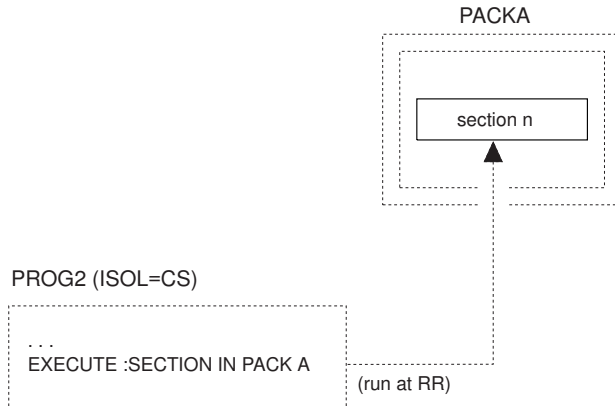 PACKA
section n
PROG2 (ISOL=CS)
. . .
EXECUTE :SECTION IN PACK A
(run at RR)